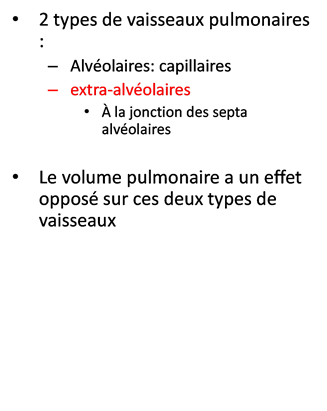 • 2 types de vaisseaux pulmonaires
:
– Alvéolaires: capillaires
– extra-alvéolaires
• À la jonction des septa
alvéolaires
• Le volume pulmonaire a un effet
opposé sur ces deux types de
vaisseaux